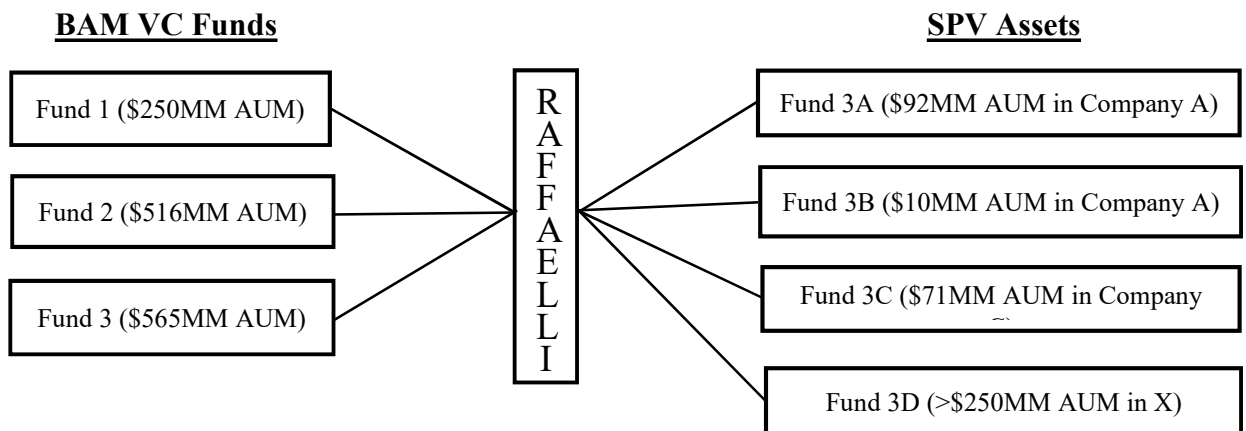 BAM VC Funds
SPV Assets
Fund 1 ($250MM AUM)
Fund 2 ($516MM AUM)
Fund 3 ($565MM AUM)
RAFFAELLI
Fund 3A ($92MM AUM in Company A)
Fund 3B ($10MM AUM in Company A)
Fund 3C ($71MM AUM in Company
Fund 3D (>$250MM AUM in X)